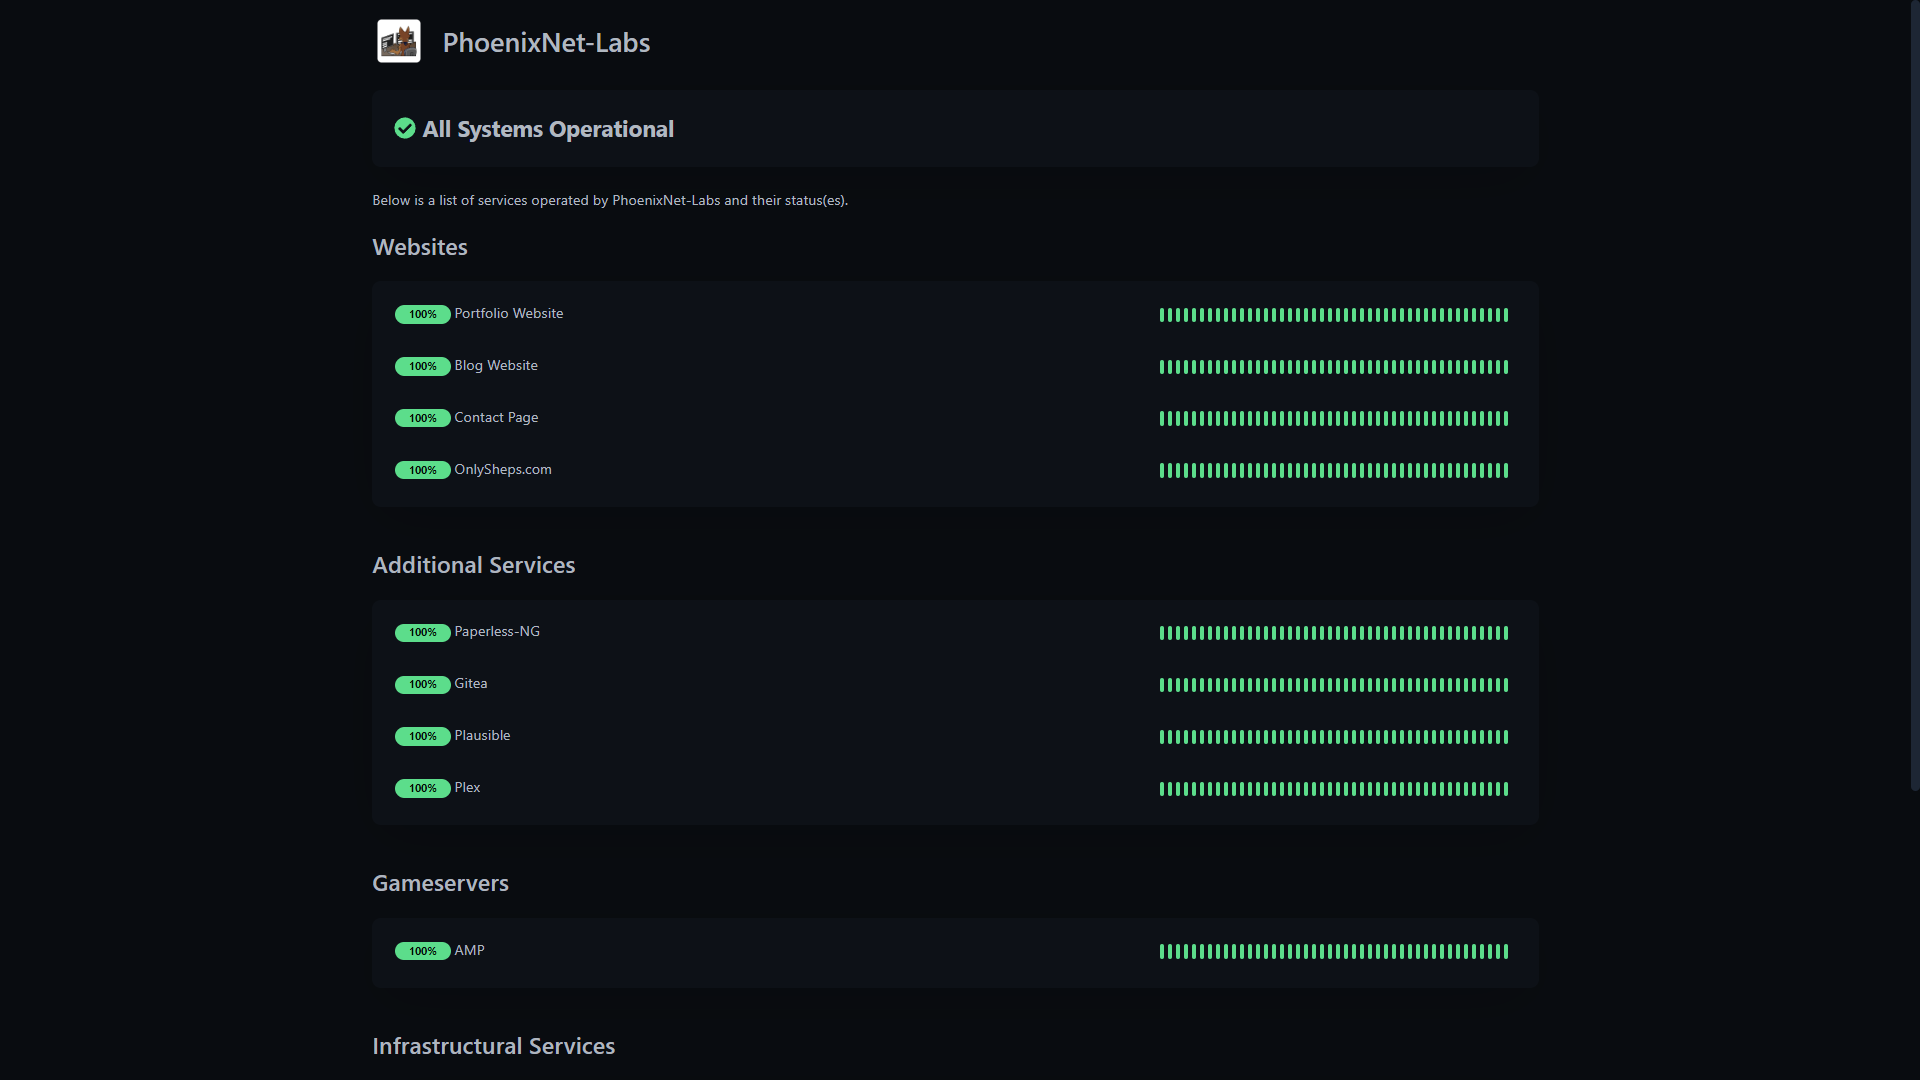 PhoenixNet-Labs
All Systems Operational
Below is a list of services operated by PhoenixNet-Labs and their status(es).
Websites
100% Portfolio Website
100% Blog Website
100% Contact Page
100% OnlySheps.com
Additional Services
100% Paperless-NG
100% Gitea
100% Plausible
100% Plex
Gameservers
100% AMP
Infrastructural Services